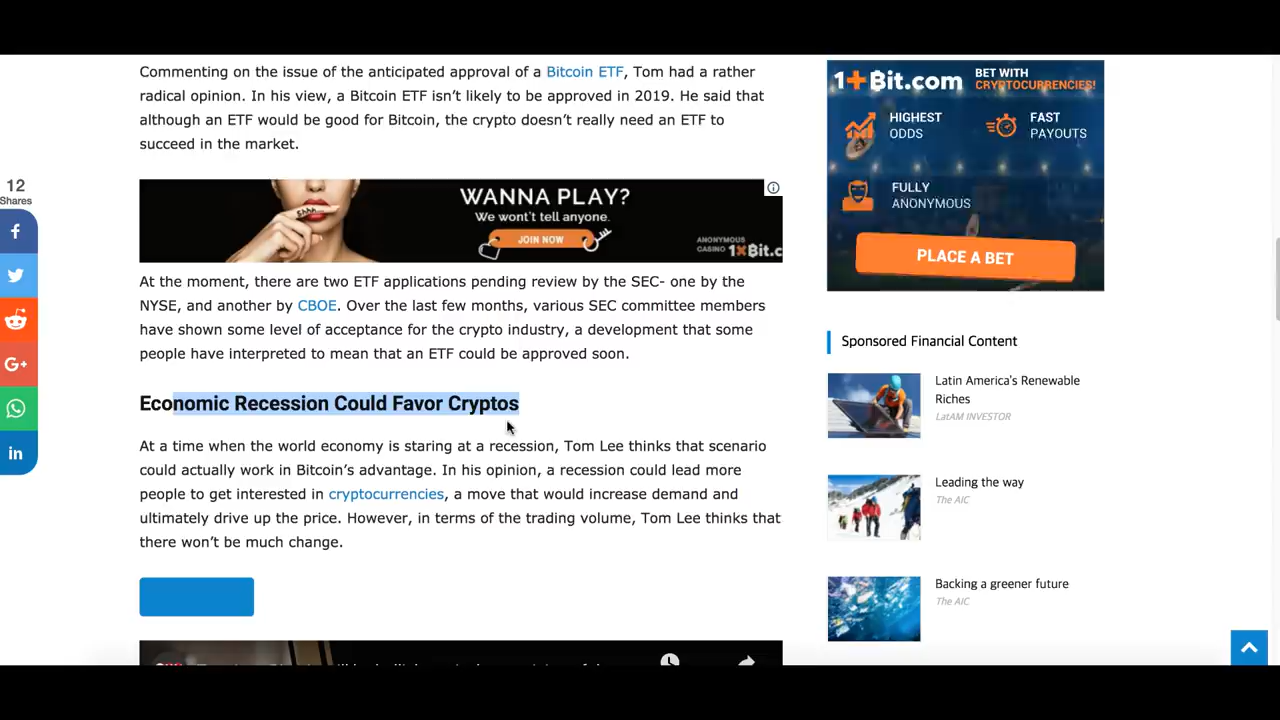 Commenting on the issue of the anticipated approval of a Bitcoin ETF, Tom had a rather
radical opinion. In his view, a Bitcoin ETF isn’t likely to be approved in 2019. He said that
although an ETF would be good for Bitcoin, the crypto doesn’t really need an ETF to
succeed in the market.
12
Shares
WANNA PLAY?
We won't tell anyone.
JOIN NOW
ANONYMOUS
CASINO 1XBit.c
At the moment, there are two ETF applications pending review by the SEC- one by the
NYSE, and another by CBOE. Over the last few months, various SEC committee members
have shown some level of acceptance for the crypto industry, a development that some
people have interpreted to mean that an ETF could be approved soon.
Economic Recession Could Favor Cryptos
At a time when the world economy is staring at a recession, Tom Lee thinks that scenario
could actually work in Bitcoin’s advantage. In his opinion, a recession could lead more
people to get interested in cryptocurrencies, a move that would increase demand and
ultimately drive up the price. However, in terms of the trading volume, Tom Lee thinks that
there won’t be much change.
1XBit.com
BET WITH
CRYPTOCURRENCIES!
HIGHEST
ODDS
FAST
PAYOUTS
FULLY
ANONYMOUS
PLACE A BET
Sponsored Financial Content
Latin America's Renewable
Riches
LatAM INVESTOR
Leading the way
The AIC
Backing a greener future
The AIC